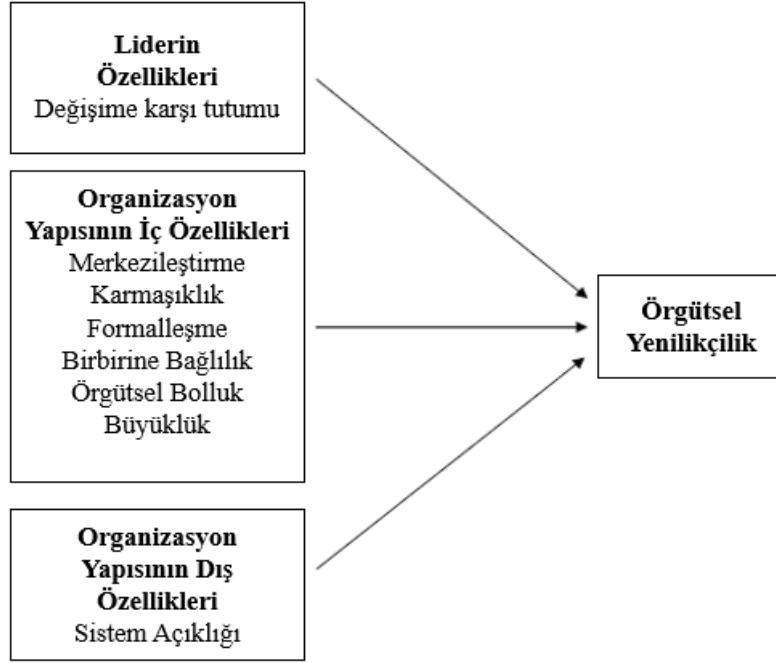 Liderin
Özellikleri
Değişime karşı tutumu
Organizasyon
Yapısının İç Özellikleri
Merkezileştirme
Karmaşıklık
Formalleşme
Birbirine Bağlılık
Örgütsel Bolluk
Büyüklük
Organizasyon
Yapısının Dış
Özellikleri
Sistem Açıklığı
Örgütsel
Yenilikçilik